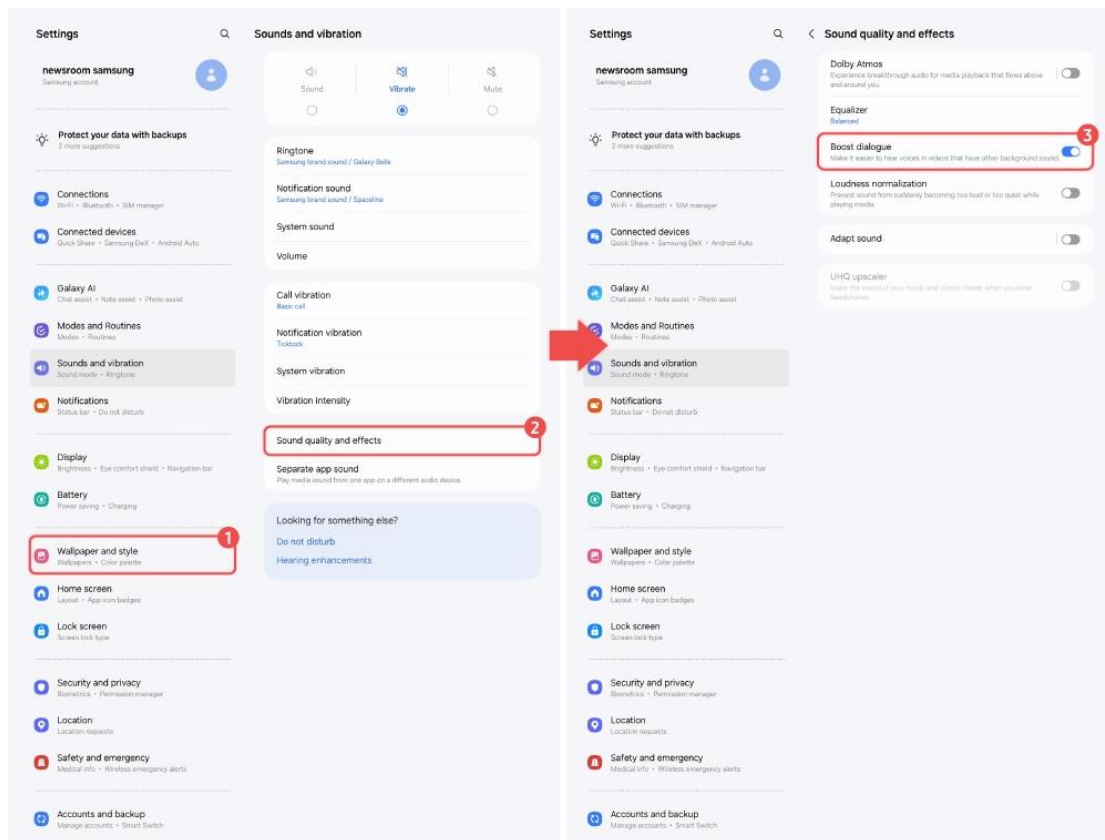 Settings
newsroom samsung
Samsung account
Protect your data with backups
2 more suggestions
Connections
Wi-Fi • Bluetooth • SIM manager
Connected devices
Quick Share • Samsung DeX • Android Auto
Galaxy AI
Chat assist • Note assist • Photo assist
Modes and Routines
Modes • Routines
Sounds and vibration
Sound mode • Ringtone
Notifications
Status bar • Do not disturb
Display
Brightness • Eye comfort shield • Navigation bar
Battery
Power saving • Charging
1
Wallpaper and style
Wallpapers • Color palette
Home screen
Layout • App icon badges
Lock screen
Screen lock type
Security and privacy
Biometrics • Permission manager
Location
Location requests
Safety and emergency
Medical info • Wireless emergency alerts
Accounts and backup
Manage accounts • Smart Switch
Sounds and vibration
Sound
Vibrate
Mute
Ringtone
Samsung brand sound / Galaxy Bells
Notification sound
Samsung brand sound / Spaceline
System sound
Volume
Call vibration
Basic call
Notification vibration
Ticktock
System vibration
Vibration intensity
2
Sound quality and effects
Separate app sound
Play media sound from one app on a different audio device.
Looking for something else?
Do not disturb
Hearing enhancements
Settings
newsroom samsung
Samsung account
Protect your data with backups
2 more suggestions
Connections
Wi-Fi • Bluetooth • SIM manager
Connected devices
Quick Share • Samsung DeX • Android Auto
Galaxy AI
Chat assist • Note assist • Photo assist
Modes and Routines
Modes • Routines
Sounds and vibration
Sound mode • Ringtone
Notifications
Status bar • Do not disturb
Display
Brightness • Eye comfort shield • Navigation bar
Battery
Power saving • Charging
Wallpaper and style
Wallpapers • Color palette
Home screen
Layout • App icon badges
Lock screen
Screen lock type
Security and privacy
Biometrics • Permission manager
Location
Location requests
Safety and emergency
Medical info • Wireless emergency alerts
Accounts and backup
Manage accounts • Smart Switch
Sound quality and effects
Dolby Atmos
Experience breakthrough audio for media playback that flows above
and around you.
Equalizer
Balanced
3
Boost dialogue
Make it easier to hear voices in videos that have other background sound.
Loudness normalization
Prevent sound from suddenly becoming too loud or too quiet while
playing media.
Adapt sound
UHQ upscaler
Make the sound of your music and videos clearer when you wear
headphones.